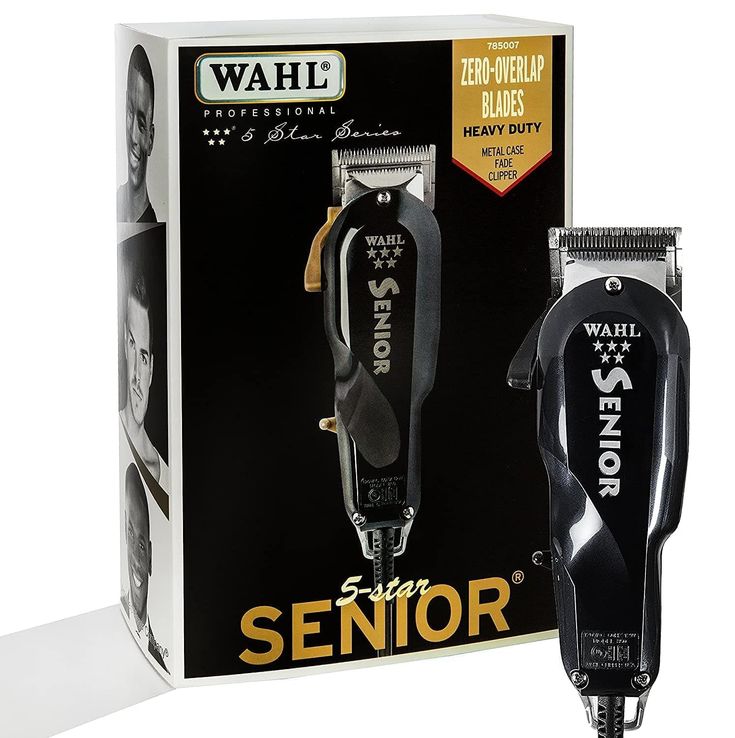 WAHL®
PROFESSIONAL
5 Star Series
785007
ZERO-OVERLAP
BLADES
HEAVY DUTY
METAL CASE
FADE
CLIPPER
WAHL
SENIOR
5-star
SENIOR®
WAHL
SENIOR